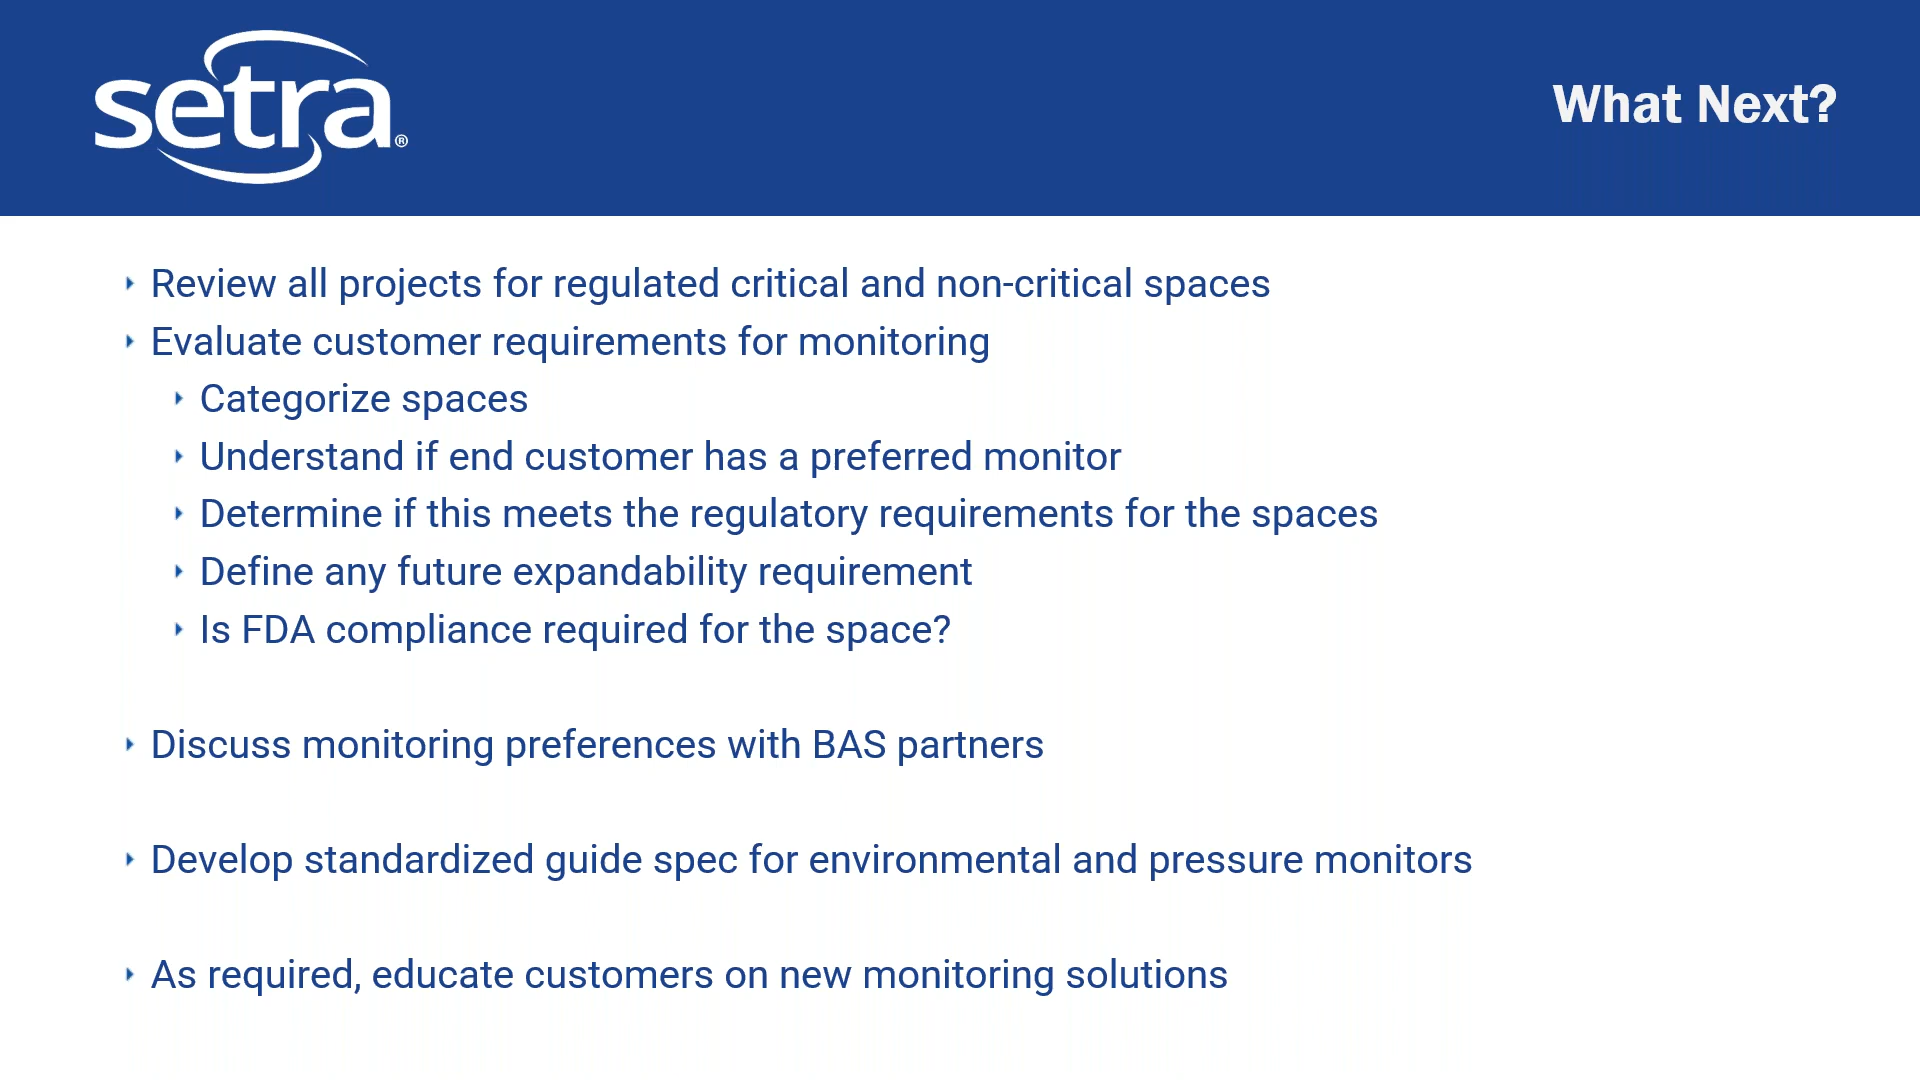 setra®
What Next?
Review all projects for regulated critical and non-critical spaces
Evaluate customer requirements for monitoring
Categorize spaces
Understand if end customer has a preferred monitor
Determine if this meets the regulatory requirements for the spaces
Define any future expandability requirement
Is FDA compliance required for the space?
Discuss monitoring preferences with BAS partners
Develop standardized guide spec for environmental and pressure monitors
As required, educate customers on new monitoring solutions